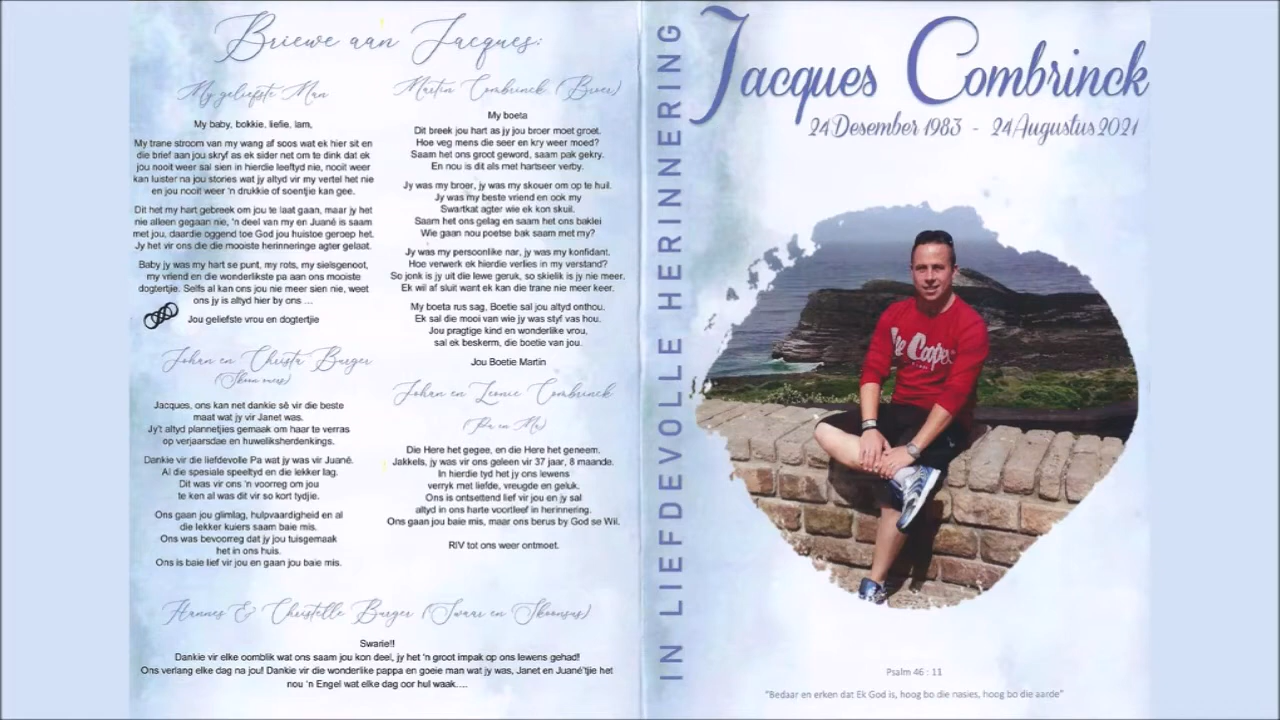 Briewe aan Jacques:
My geliefste Man
My baby, bokkie, liefie, lam,
My trane stroom van my wang af soos wat ek hier sit en
die brief aan jou skryf as ek sider net om te dink dat ek
jou nooit weer sal sien in hierdie leeftyd nie, nooit weer
kan luister na jou stories wat jy altyd vir my vertel het nie
en jou nooit weer 'n drukkie of soentjie kan gee.
Dit het my hart gebreek om jou te laat gaan, maar jy het
nie alleen gegaan nie, 'n deel van my en Juané is saam
met jou, daardie oggend toe God jou huistoe geroep het.
Jy het vir ons die die mooiste herinneringe agter gelaat.
Baby jy was my hart se punt, my rots, my sielsgenoot,
my vriend en die wonderlikste pa aan ons mooiste
dogtertjie. Selfs al kan ons jou nie meer sien nie, weet
ons jy is altyd hier by ons ...
Jou geliefste vrou en dogtertjie
Johan en Christa Burger
(Skoon ouers)
Jacques, ons kan net dankie sê vir die beste
maat wat jy vir Janet was.
Jy't altyd plannetjies gemaak om haar te verras
op verjaarsdae en huweliksherdenkings.
Dankie vir die liefdevolle Pa wat jy was vir Juané.
Al die spesiale speeltyd en die lekker lag.
Dit was vir ons 'n voorreg om jou
te ken al was dit vir so kort tydjie.
Ons gaan jou glimlag, hulpvaardigheid en al
die lekker kuiers saam baie mis.
Ons was bevoorreg dat jy jou tuisgemaak
het in ons huis.
Ons is baie lief vir jou en gaan jou baie mis.
Martin Combrinck (Broer)
My boeta
Dit breek jou hart as jy jou broer moet groet.
Hoe veg mens die seer en kry weer moed?
Saam het ons groot geword, saam pak gekry.
En nou is dit als met hartseer verby.
Jy was my broer, jy was my skouer om op te huil.
Jy was my beste vriend en ook my
Swartkat agter wie ek kon skuil.
Saam het ons gelag en saam het ons baklei
Wie gaan nou poetse bak saam met my?
Jy was my persoonlike nar, jy was my konfidant.
Hoe verwerk ek hierdie verlies in my verstand?
So jonk is jy uit die lewe geruk, so skielik is jy nie meer.
Ek wil af sluit want ek kan die trane nie meer keer.
My boeta rus sag, Boetie sal jou altyd onthou.
Ek sal die mooi van wie jy was styf vas hou.
Jou pragtige kind en wonderlike vrou,
sal ek beskerm, die boetie van jou.
Jou Boetie Martin
Johan en Leonie Combrinck
(Pa en Ma)
Die Here het gegee, en die Here het geneem.
Jakkels, jy was vir ons geleen vir 37 jaar, 8 maande.
In hierdie tyd het jy ons lewens
verryk met liefde, vreugde en geluk.
Ons is ontsettend lief vir jou en jy sal
altyd in ons harte voortleef in herinnering.
Ons gaan jou baie mis, maar ons berus by God se Wil.
RIV tot ons weer ontmoet.
Hannes & Christelle Burger (Swaer en Skoonsus)
Swarie!!
Dankie vir elke oomblik wat ons saam jou kon deel, jy het 'n groot impak op ons lewens gehad!
Ons verlang elke dag na jou! Dankie vir die wonderlike pappa en goeie man wat jy was, Janet en Juané'tjie het
nou 'n Engel wat elke dag oor hul waak....
IN LIEFDEVOLLE HERINNERING
Jacques Combrinck
24 Desember 1983 - 24 Augustus 2021
Lee Cooper
Psalm 46 : 11
"Bedaar en erken dat Ek God is, hoog bo die nasies, hoog bo die aarde"